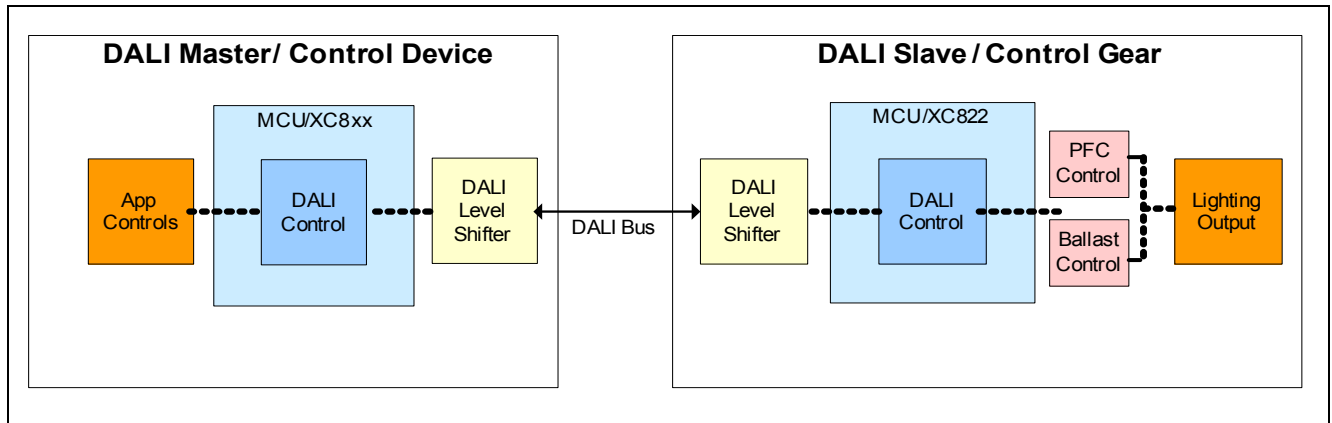 DALI Master/ Control Device
MCU/XC8xx
App
Controls
DALI
Control
DALI
Level
Shifter
DALI Bus
DALI Slave / Control Gear
MCU/XC822
DALI
Level
Shifter
DALI
Control
PFC
Control
Ballast
Control
Lighting
Output